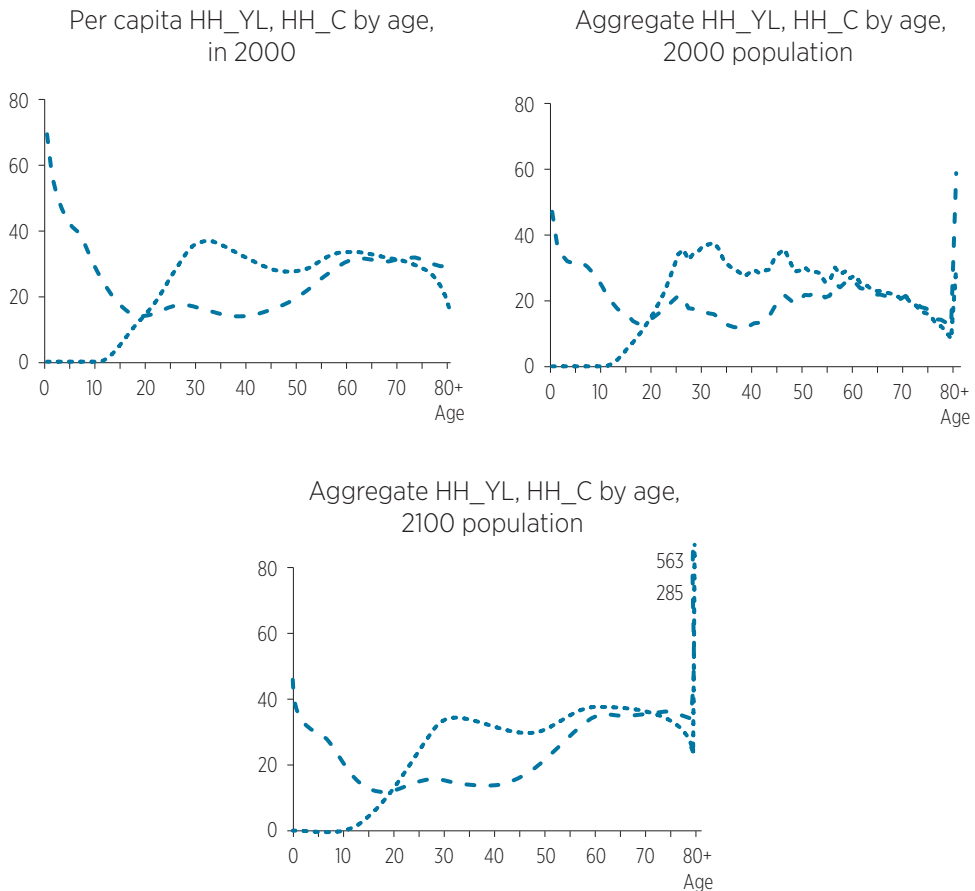 Per capita HH_YL, HH_C by age,
in 2000
80
60
40
20
0
0 10 20 30 40 50 60 70 80+
Age
Aggregate HH_YL, HH_C by age,
2000 population
80
60
40
20
0
0 10 20 30 40 50 60 70 80+
Age
Aggregate HH_YL, HH_C by age,
2100 population
563
285
80
60
40
20
0
0 10 20 30 40 50 60 70 80+
Age